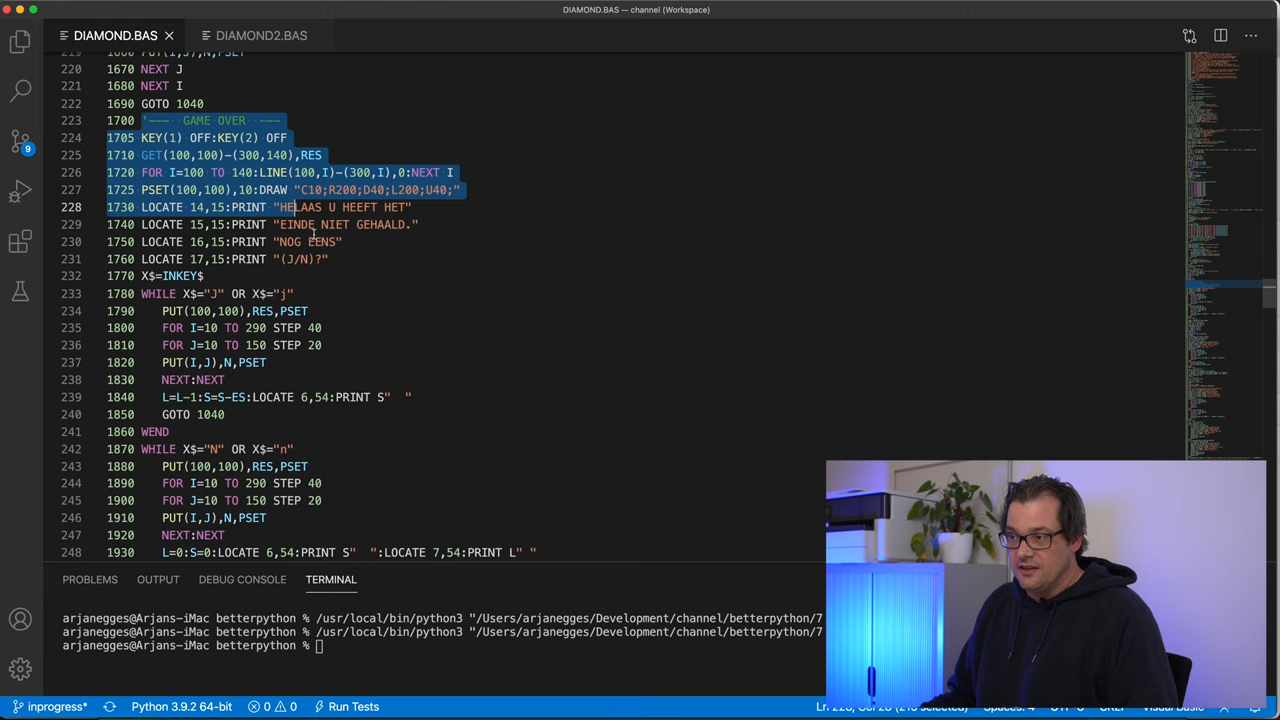 DIAMOND.BAS — channel (Workspace)
DIAMOND.BAS
DIAMOND2.BAS
220 1670 NEXT J
221 1680 NEXT I
222 1690 GOTO 1040
223 1700 '——— GAME OVER ———
224 1705 KEY(1) OFF:KEY(2) OFF
225 1710 GET(100,100)-(300,140),RES
226 1720 FOR I=100 TO 140:LINE(100,I)-(300,I),0:NEXT I
227 1725 PSET(100,100),10:DRAW "C10;R200;D40;L200;U40;"
228 1730 LOCATE 14,15:PRINT "HELAAS U HEEFT HET"
229 1740 LOCATE 15,15:PRINT "EINDE NIET GEHAALD."
230 1750 LOCATE 16,15:PRINT "NOG EENS"
231 1760 LOCATE 17,15:PRINT "(J/N)?"
232 1770 X$=INKEY$
233 1780 WHILE X$="J" OR X$="j"
234 1790 PUT(100,100),RES,PSET
235 1800 FOR I=10 TO 290 STEP 40
236 1810 FOR J=10 TO 150 STEP 20
237 1820 PUT(I,J),N,PSET
238 1830 NEXT:NEXT
239 1840 L=L-1:S=S-ES:LOCATE 6,54:PRINT S"  "
240 1850 GOTO 1040
241 1860 WEND
242 1870 WHILE X$="N" OR X$="n"
243 1880 PUT(100,100),RES,PSET
244 1890 FOR I=10 TO 290 STEP 40
245 1900 FOR J=10 TO 150 STEP 20
246 1910 PUT(I,J),N,PSET
247 1920 NEXT:NEXT
248 1930 L=0:S=0:LOCATE 6,54:PRINT S"  ":LOCATE 7,54:PRINT L" "
9
PROBLEMS OUTPUT DEBUG CONSOLE TERMINAL
arjanegges@Arjans-iMac betterpython % /usr/local/bin/python3 "/Users/arjanegges/Development/channel/betterpython/7
arjanegges@Arjans-iMac betterpython % /usr/local/bin/python3 "/Users/arjanegges/Development/channel/betterpython/7
arjanegges@Arjans-iMac betterpython %
inprogress* Python 3.9.2 64-bit 0 0 Run Tests